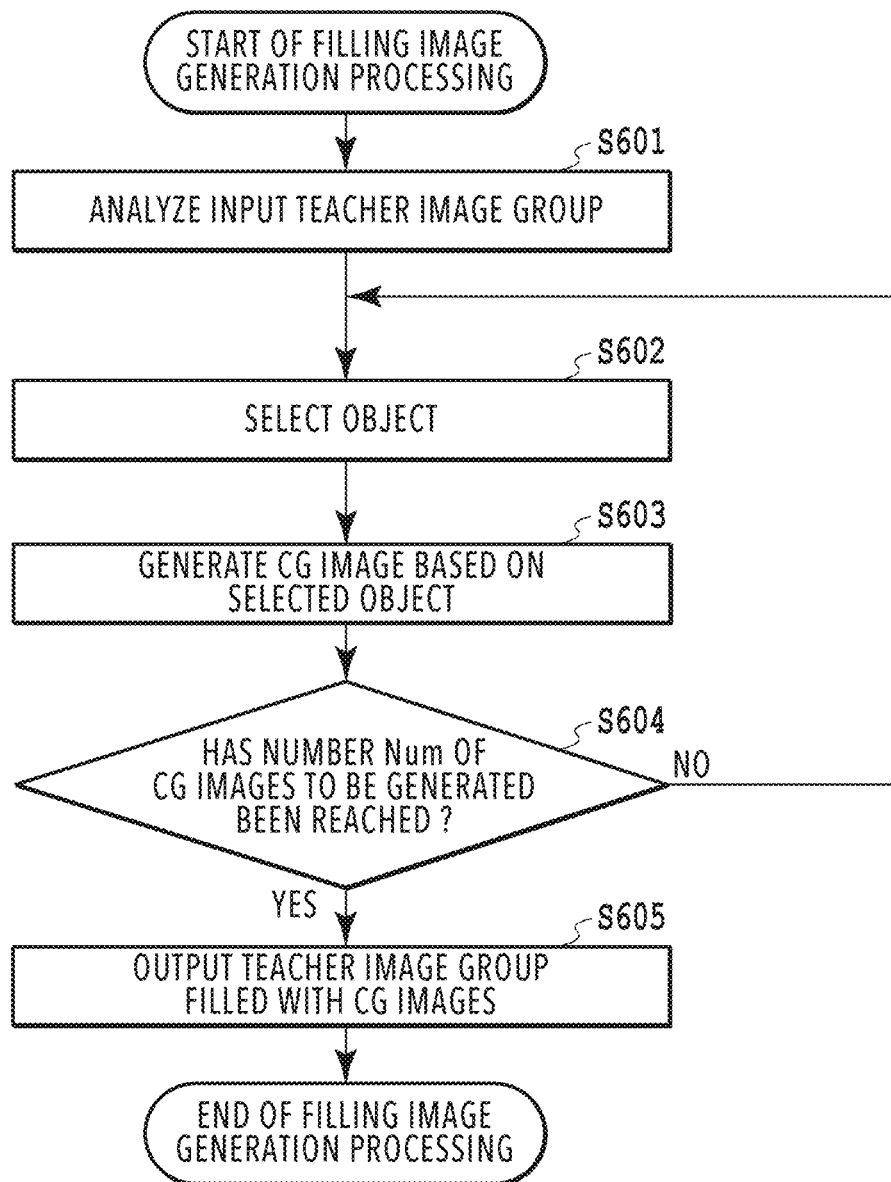 START OF FILLING IMAGE
GENERATION PROCESSING
S601
ANALYZE INPUT TEACHER IMAGE GROUP
S602
SELECT OBJECT
S603
GENERATE CG IMAGE BASED ON
SELECTED OBJECT
S604
HAS NUMBER Num OF
CG IMAGES TO BE GENERATED
BEEN REACHED ?
NO
YES
S605
OUTPUT TEACHER IMAGE GROUP
FILLED WITH CG IMAGES
END OF FILLING IMAGE
GENERATION PROCESSING